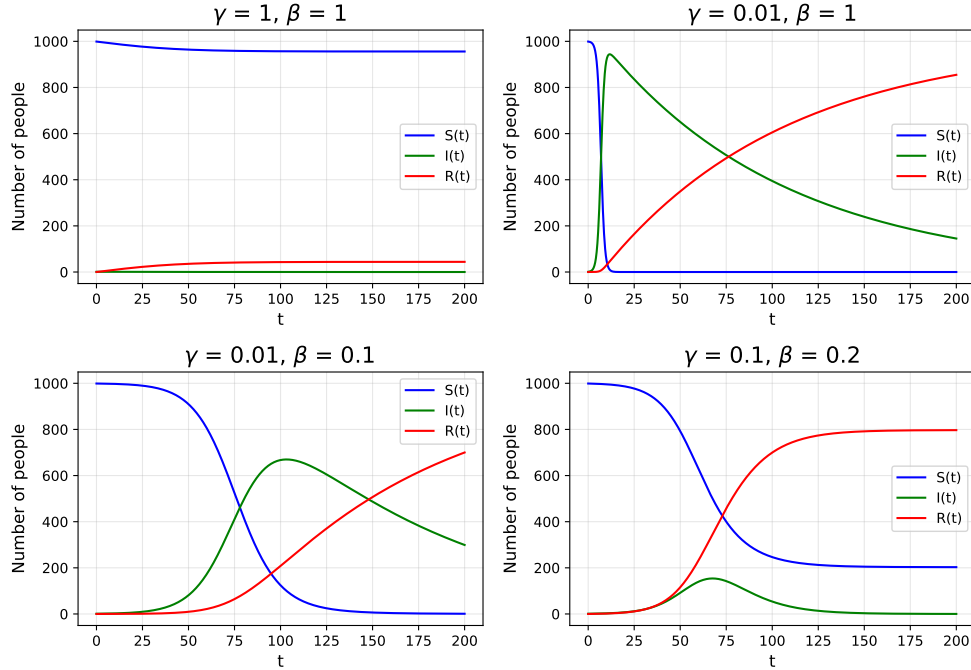 γ = 1, β = 1
Number of people
1000
800
600
400
200
0
S(t)
I(t)
R(t)
0 25 50 75 100 125 150 175 200
t
γ = 0.01, β = 1
Number of people
1000
800
600
400
200
0
S(t)
I(t)
R(t)
0 25 50 75 100 125 150 175 200
t
γ = 0.01, β = 0.1
Number of people
1000
800
600
400
200
0
S(t)
I(t)
R(t)
0 25 50 75 100 125 150 175 200
t
γ = 0.1, β = 0.2
Number of people
1000
800
600
400
200
0
S(t)
I(t)
R(t)
0 25 50 75 100 125 150 175 200
t